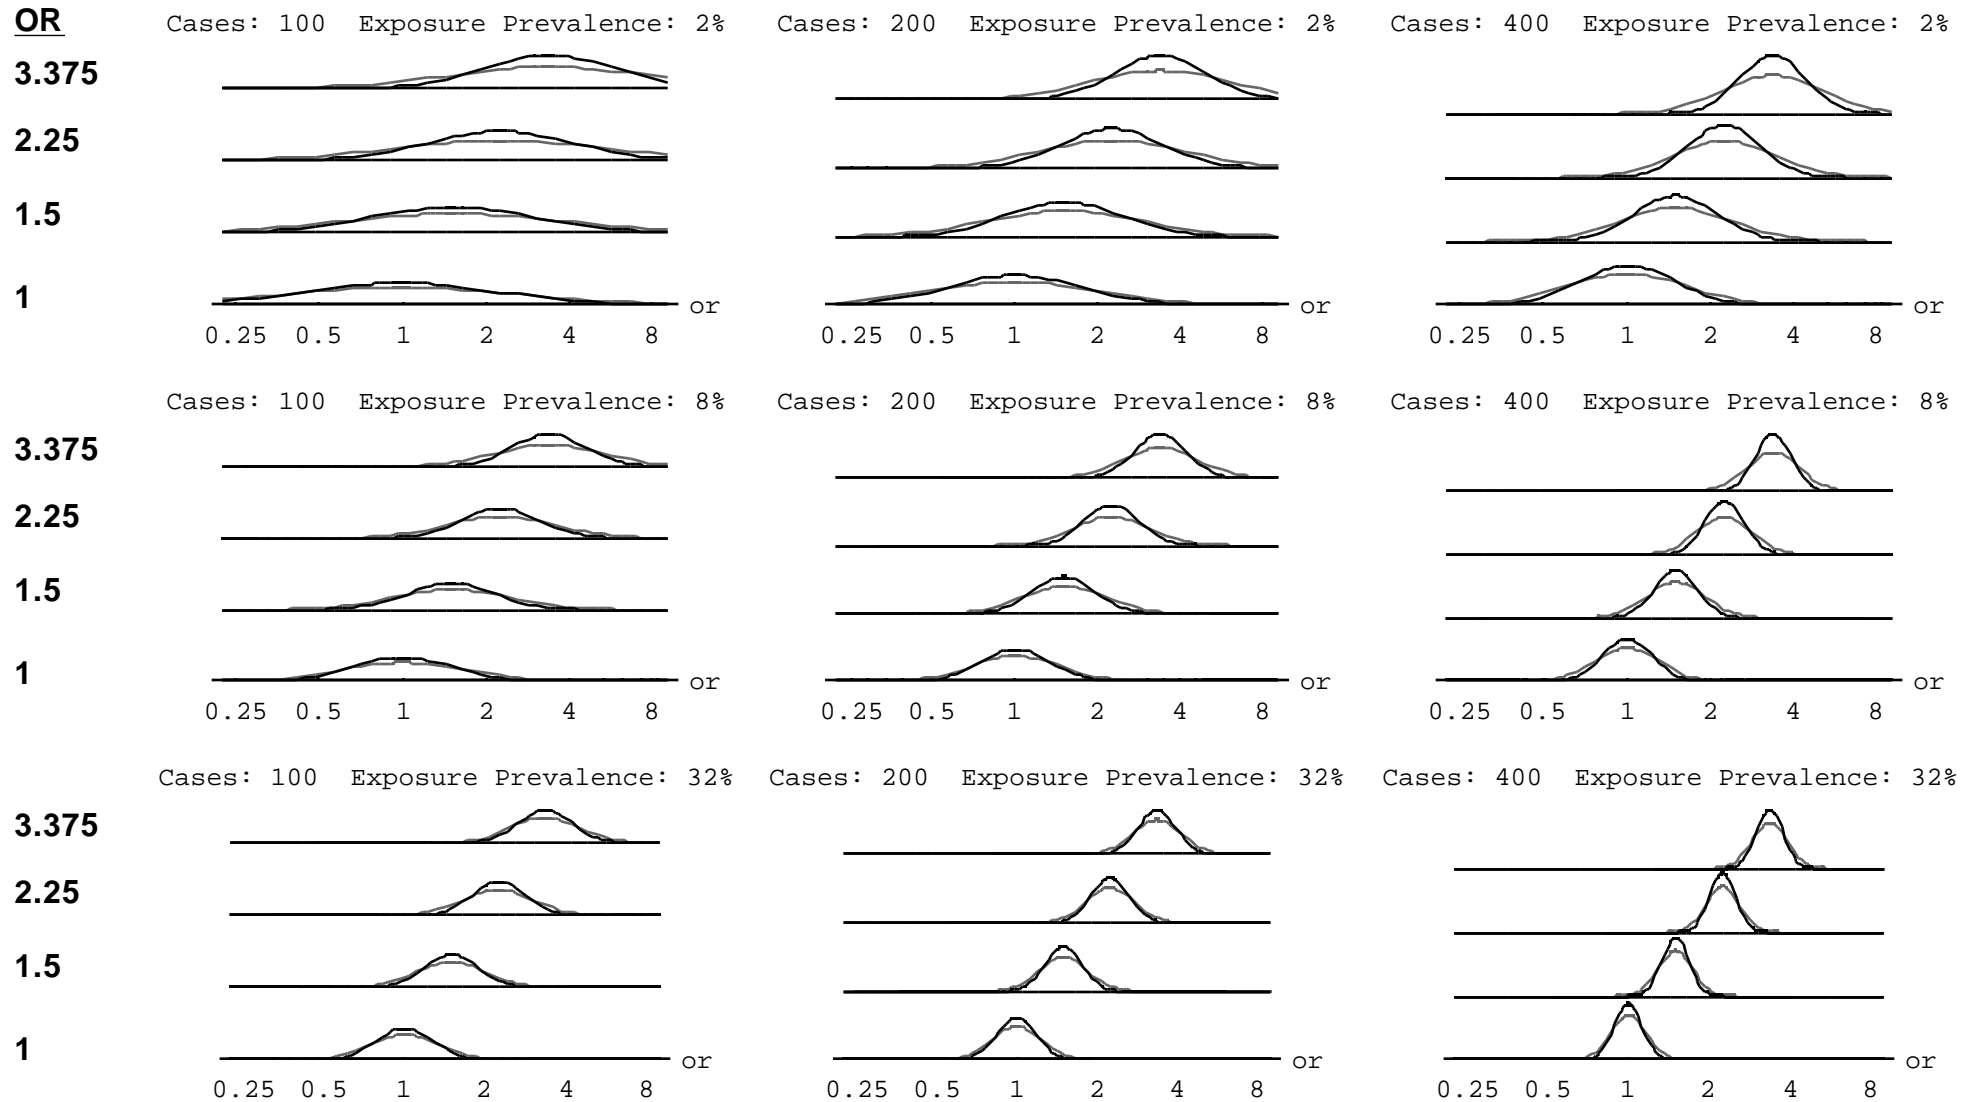 OR Cases: 100 Exposure Prevalence: 2% Cases: 200 Exposure Prevalence: 2% Cases: 400 Exposure Prevalence: 2%
3.375
2.25
1.5
1 or or or
0.25 0.5 1 2 4 8 0.25 0.5 1 2 4 8 0.25 0.5 1 2 4 8
Cases: 100 Exposure Prevalence: 8% Cases: 200 Exposure Prevalence: 8% Cases: 400 Exposure Prevalence: 8%
3.375
2.25
1.5
1 or or or
0.25 0.5 1 2 4 8 0.25 0.5 1 2 4 8 0.25 0.5 1 2 4 8
Cases: 100 Exposure Prevalence: 32% Cases: 200 Exposure Prevalence: 32% Cases: 400 Exposure Prevalence: 32%
3.375
2.25
1.5
1 or or or
0.25 0.5 1 2 4 8 0.25 0.5 1 2 4 8 0.25 0.5 1 2 4 8